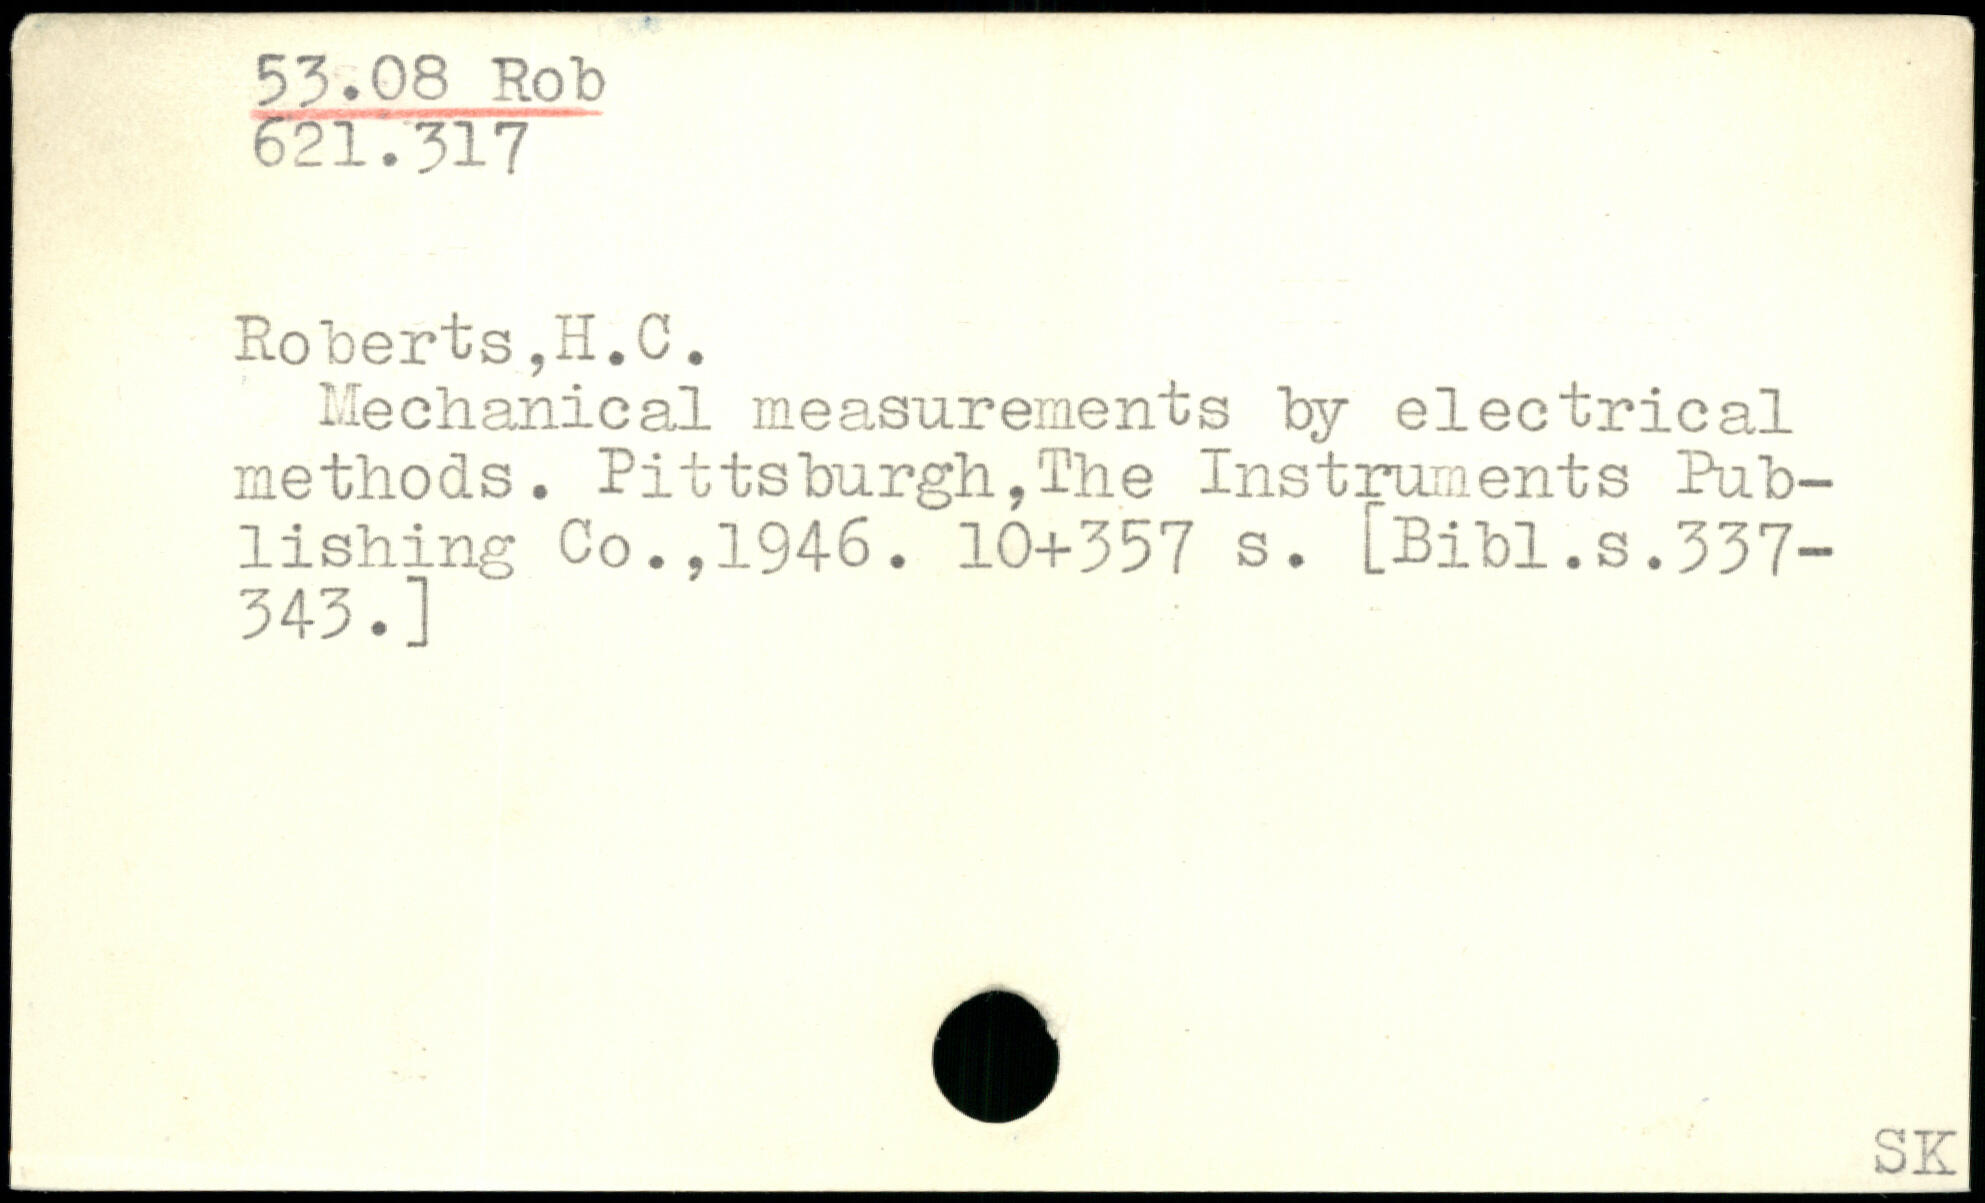 53.08 Rob
621.317
Roberts,H.C.
Mechanical measurements by electrical
methods. Pittsburgh,The Instruments Pub-
lishing Co.,1946. 10+357 s. [Bibl.s.337-
343.]
SK